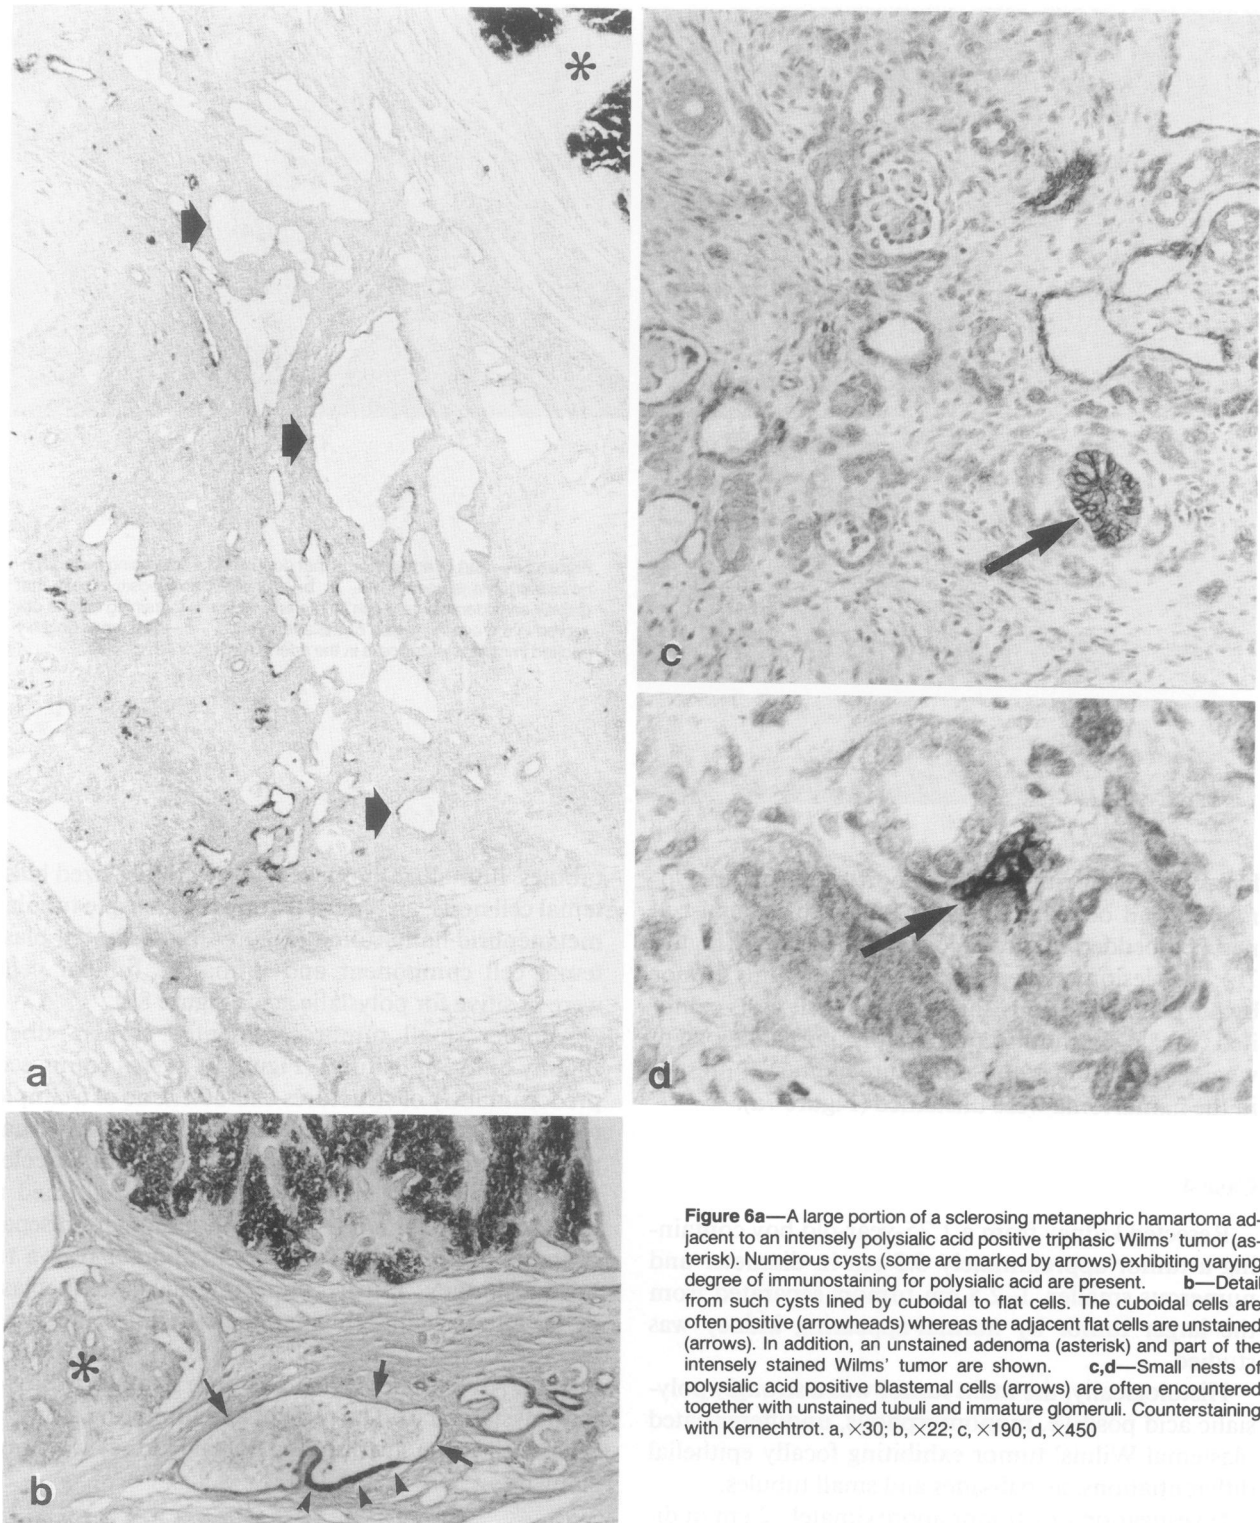 *
c
a
d
*
b
Figure 6a—A large portion of a sclerosing metanephric hamartoma ad-
jacent to an intensely polysialic acid positive triphasic Wilms' tumor (as-
terisk). Numerous cysts (some are marked by arrows) exhibiting varying
degree of immunostaining for polysialic acid are present. b—Detail
from such cysts lined by cuboidal to flat cells. The cuboidal cells are
often positive (arrowheads) whereas the adjacent flat cells are unstained
(arrows). In addition, an unstained adenoma (asterisk) and part of the
intensely stained Wilms' tumor are shown. c,d—Small nests of
polysialic acid positive blastemal cells (arrows) are often encountered
together with unstained tubuli and immature glomeruli. Counterstaining
with Kernechtrot. a, ×30; b, ×22; c, ×190; d, ×450